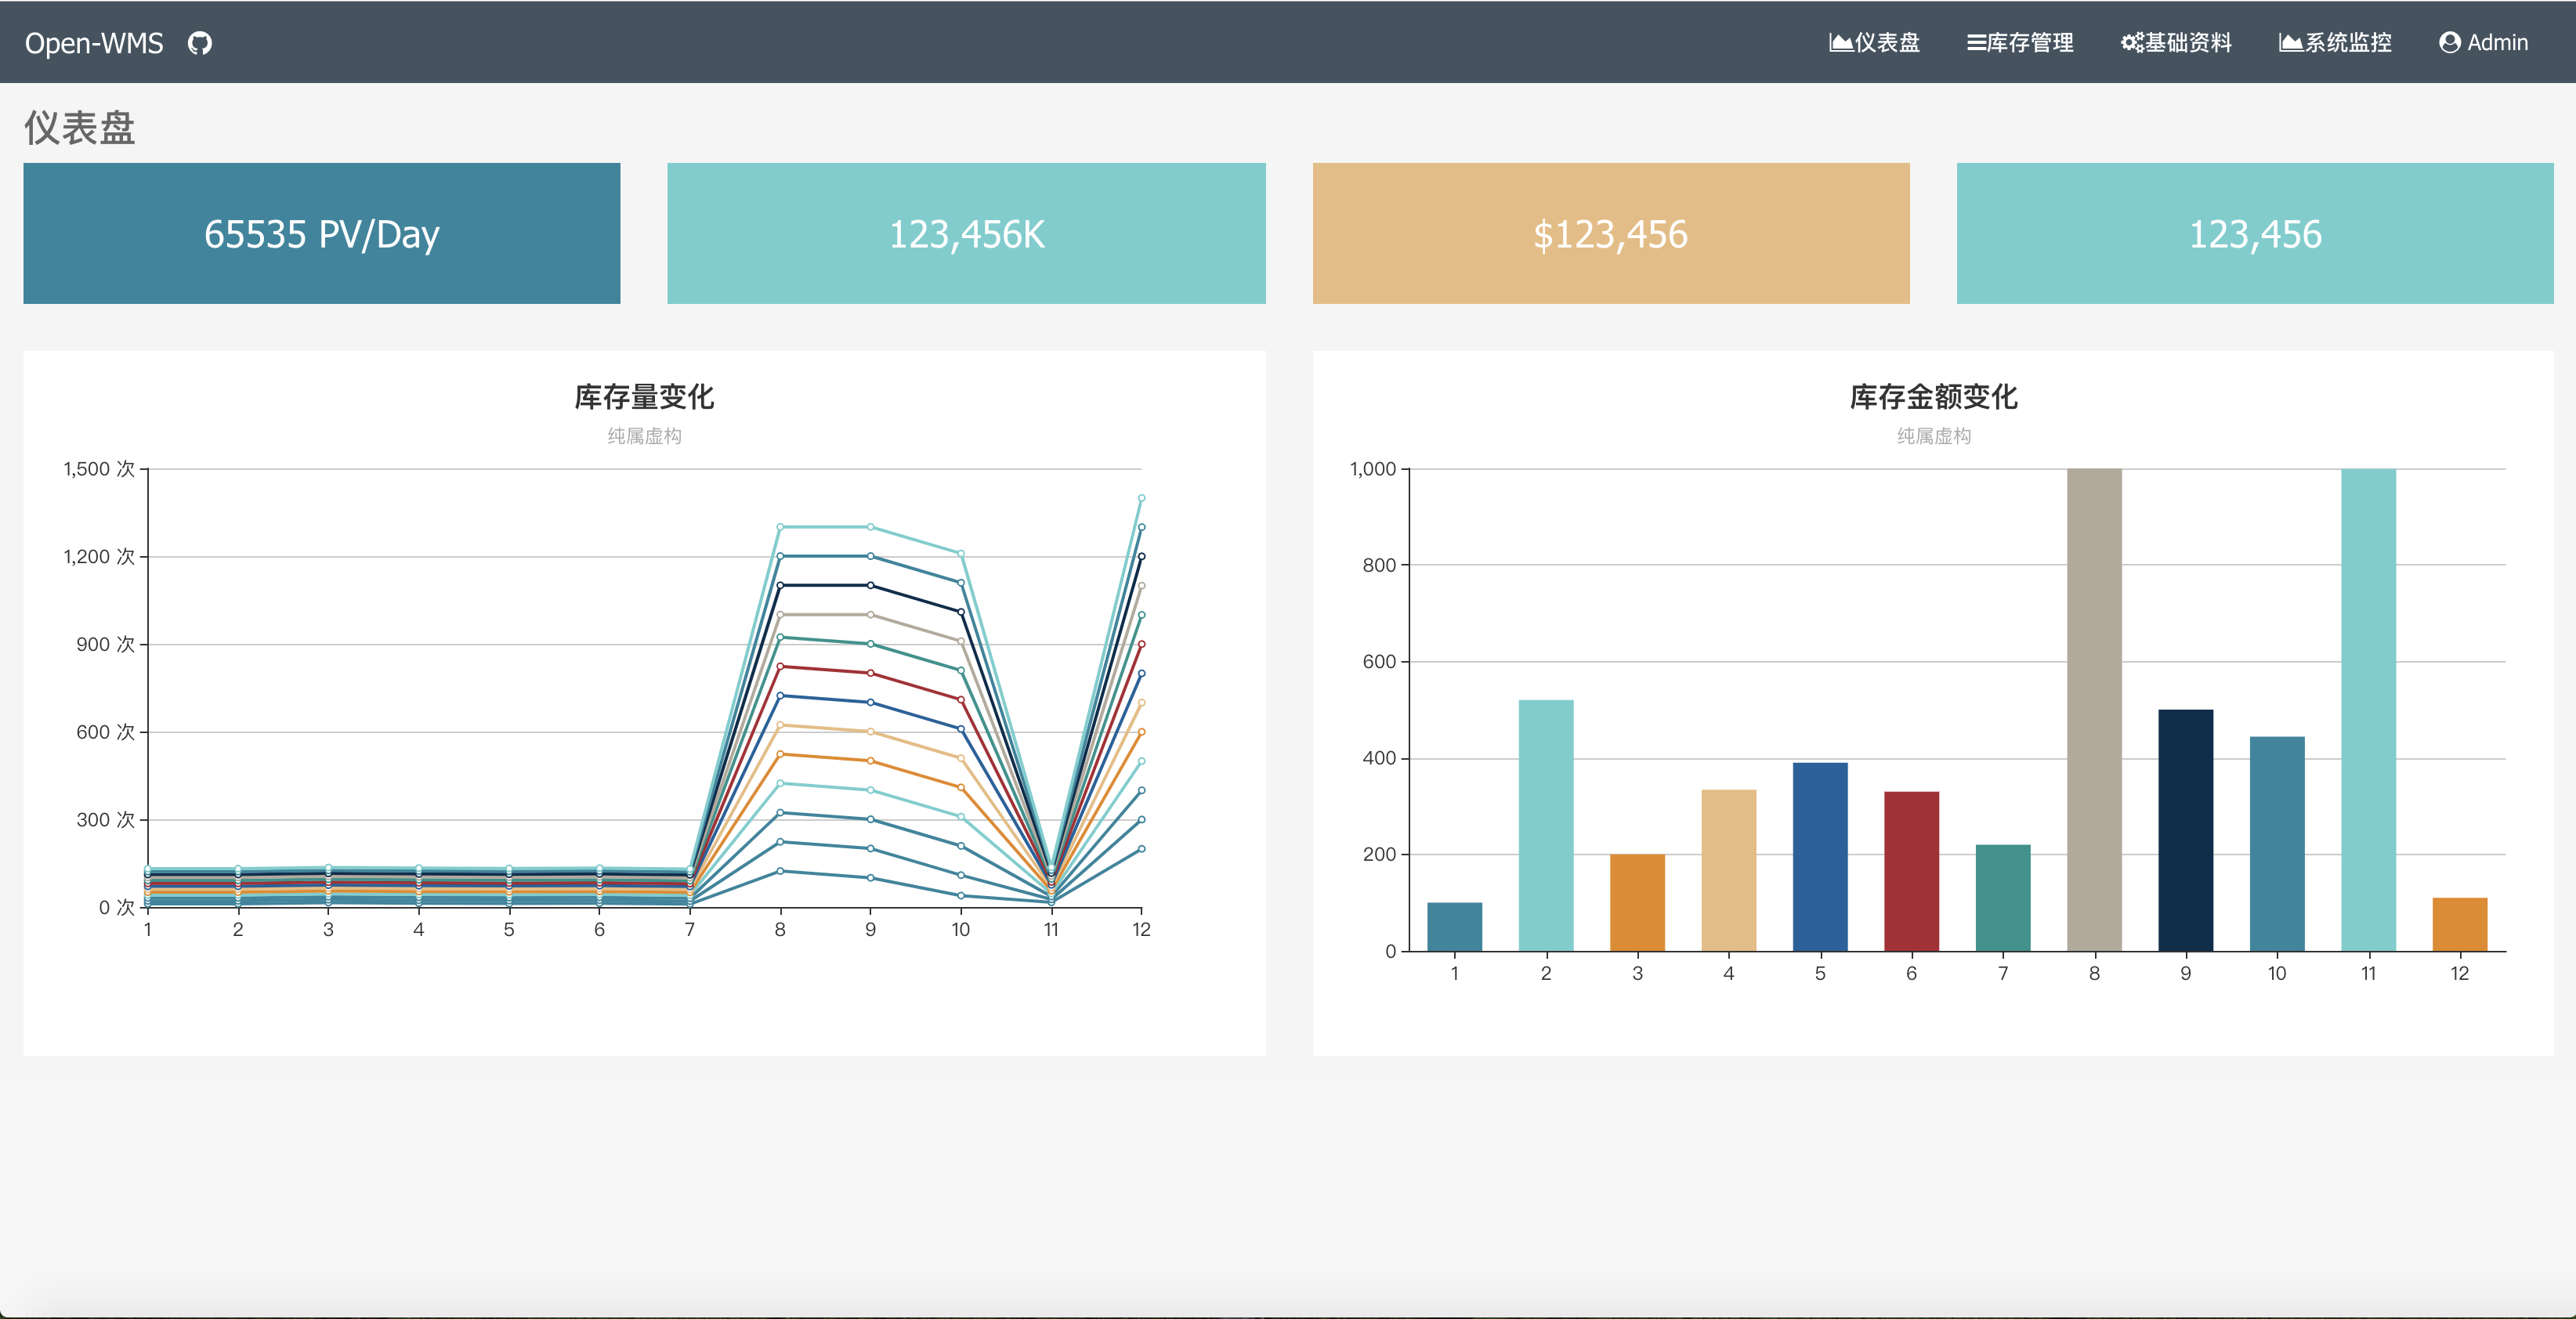 Open-WMS
仪表盘 库存管理 基础资料 系统监控 Admin
仪表盘
65535 PV/Day
123,456K
$123,456
123,456
库存量变化
纯属虚构
1,500 次
1,200 次
900 次
600 次
300 次
0 次
1 2 3 4 5 6 7 8 9 10 11 12
库存金额变化
纯属虚构
1,000
800
600
400
200
0
1 2 3 4 5 6 7 8 9 10 11 12